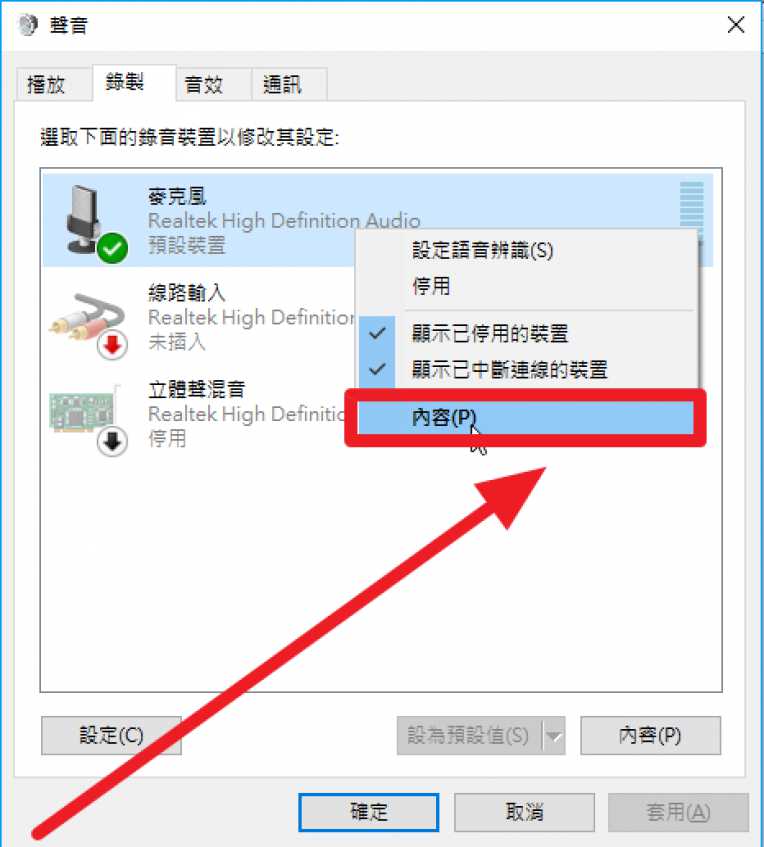 聲音
播放 錄製 音效 通訊
選取下面的錄音裝置以修改其設定:
麥克風
Realtek High Definition Audio
預設裝置
設定語音辨識(S)
停用
顯示已停用的裝置
顯示已中斷連線的裝置
內容(P)
線路輸入
Realtek High Definition
未插入
立體聲混音
Realtek High Definitio
停用
設定(C) 設為預設值(S) 內容(P)
確定 取消 套用(A)